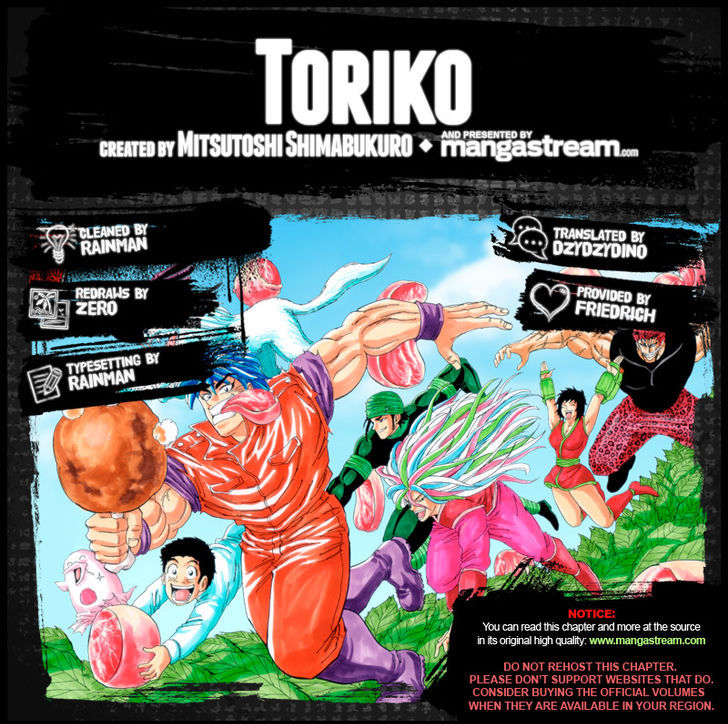 TORIKO
CREATED BY MITSUTOSHI SHIMABUKURO ◆ AND PRESENTED BY mangastream.com
CLEANED BY
RAINMAN
TRANSLATED BY
DZYDZYDINO
REDRAWS BY
ZERO
PROVIDED BY
FRIEDRICH
TYPESETTING BY
RAINMAN
NOTICE:
You can read this chapter and more at the source
in its original high quality: www.mangastream.com
DO NOT REHOST THIS CHAPTER.
PLEASE DON'T SUPPORT WEBSITES THAT DO.
CONSIDER BUYING THE OFFICIAL VOLUMES
WHEN THEY ARE AVAILABLE IN YOUR REGION.